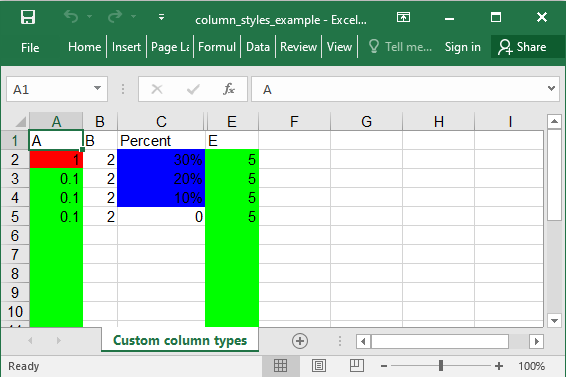 column_styles_example - Excel...
File Home Insert Page La Formul Data Review View Tell me... Sign in Share
A1 fx A
A B C E F G H I
1 A B Percent E
2 1 2 30% 5
3 0.1 2 20% 5
4 0.1 2 10% 5
5 0.1 2 0 5
6
7
8
9
10
11
Custom column types
Ready 100%